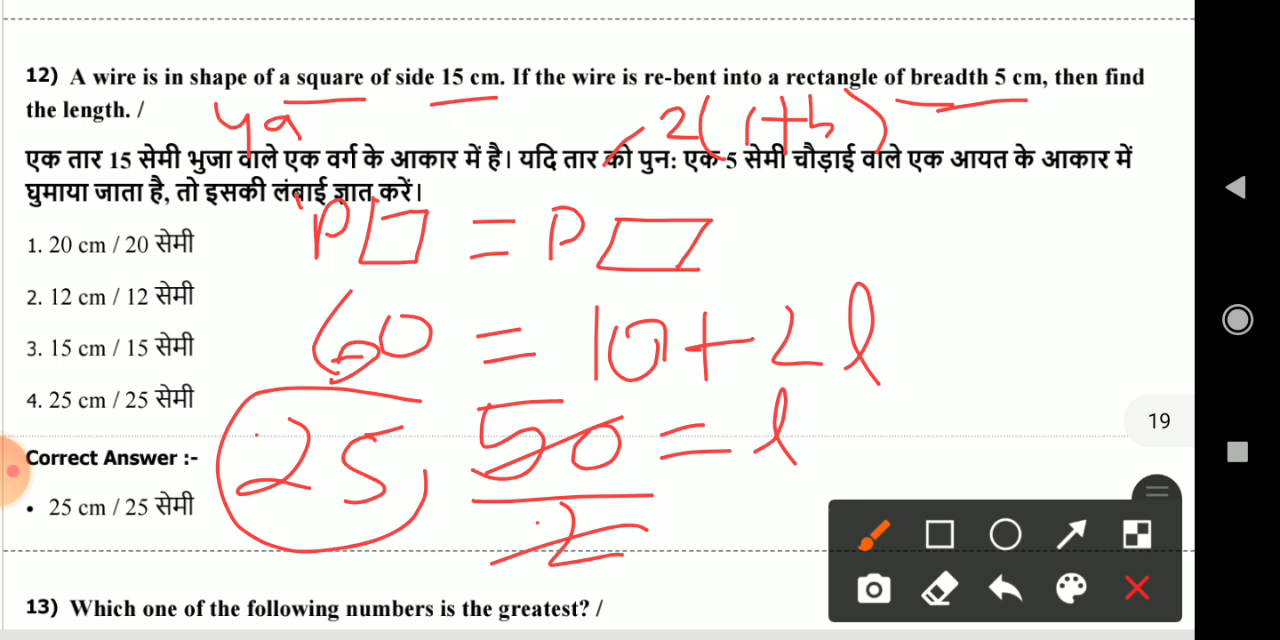 12) A wire is in shape of a square of side 15 cm. If the wire is re-bent into a rectangle of breadth 5 cm, then find
the length. /
4a
2(l+b)
एक तार 15 सेमी भुजा वाले एक वर्ग के आकार में है। यदि तार को पुन: एक 5 सेमी चौड़ाई वाले एक आयत के आकार में
घुमाया जाता है, तो इसकी लंबाई ज्ञात करें।
P = P
1. 20 cm / 20 सेमी
2. 12 cm / 12 सेमी
60 = 10+2l
3. 15 cm / 15 सेमी
4. 25 cm / 25 सेमी
19
25, 50 = l
2
Correct Answer :-
• 25 cm / 25 सेमी
13) Which one of the following numbers is the greatest? /